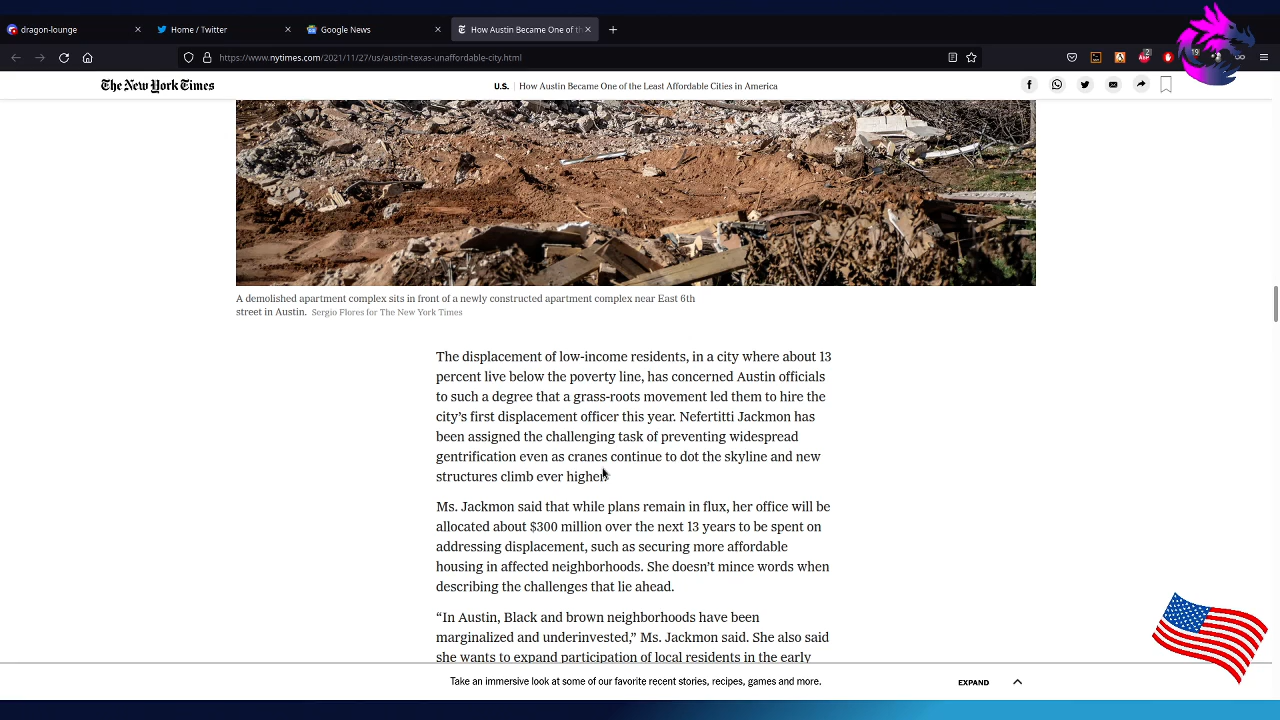 dragon-lounge
Home / Twitter
Google News
How Austin Became One of th
https://www.nytimes.com/2021/11/27/us/austin-texas-unaffordable-city.html
2
19
The New York Times
U.S. | How Austin Became One of the Least Affordable Cities in America
A demolished apartment complex sits in front of a newly constructed apartment complex near East 6th
street in Austin. Sergio Flores for The New York Times
The displacement of low-income residents, in a city where about 13
percent live below the poverty line, has concerned Austin officials
to such a degree that a grass-roots movement led them to hire the
city’s first displacement officer this year. Nefertitti Jackmon has
been assigned the challenging task of preventing widespread
gentrification even as cranes continue to dot the skyline and new
structures climb ever higher.
Ms. Jackmon said that while plans remain in flux, her office will be
allocated about $300 million over the next 13 years to be spent on
addressing displacement, such as securing more affordable
housing in affected neighborhoods. She doesn’t mince words when
describing the challenges that lie ahead.
“In Austin, Black and brown neighborhoods have been
marginalized and underinvested,” Ms. Jackmon said. She also said
she wants to expand participation of local residents in the early
Take an immersive look at some of our favorite recent stories, recipes, games and more.
EXPAND